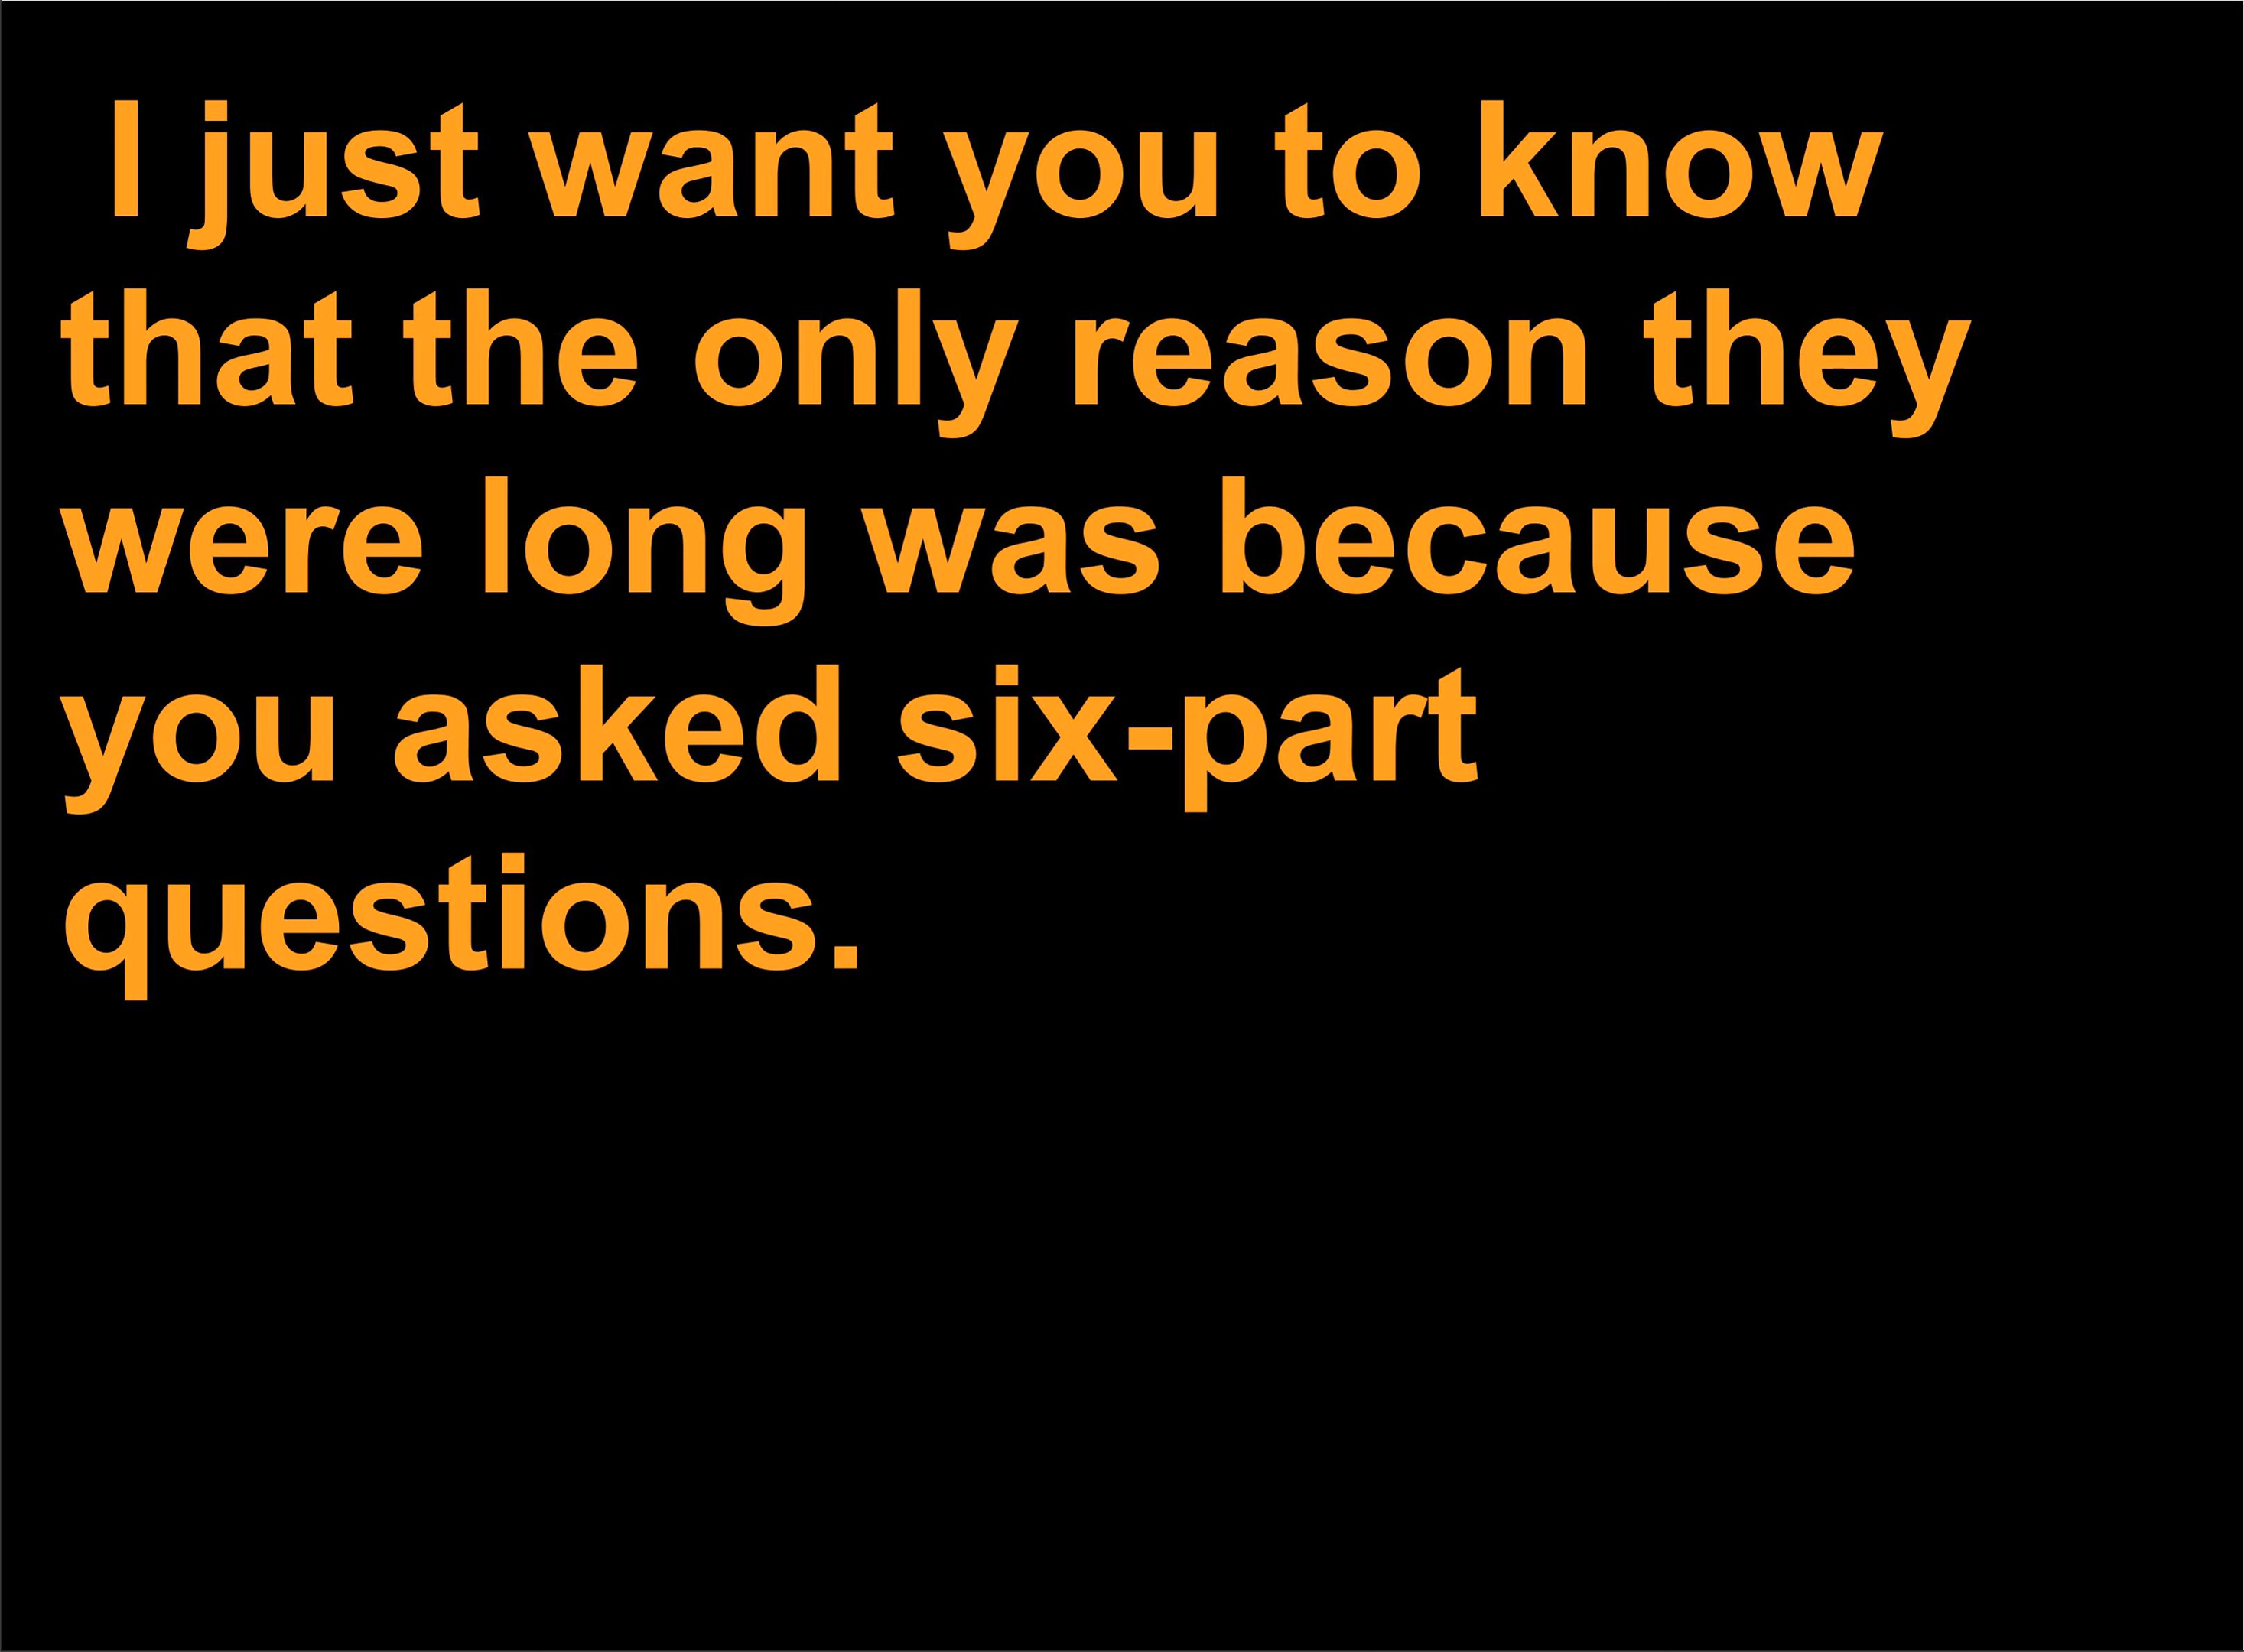 I just want you to know
that the only reason they
were long was because
you asked six-part
questions.